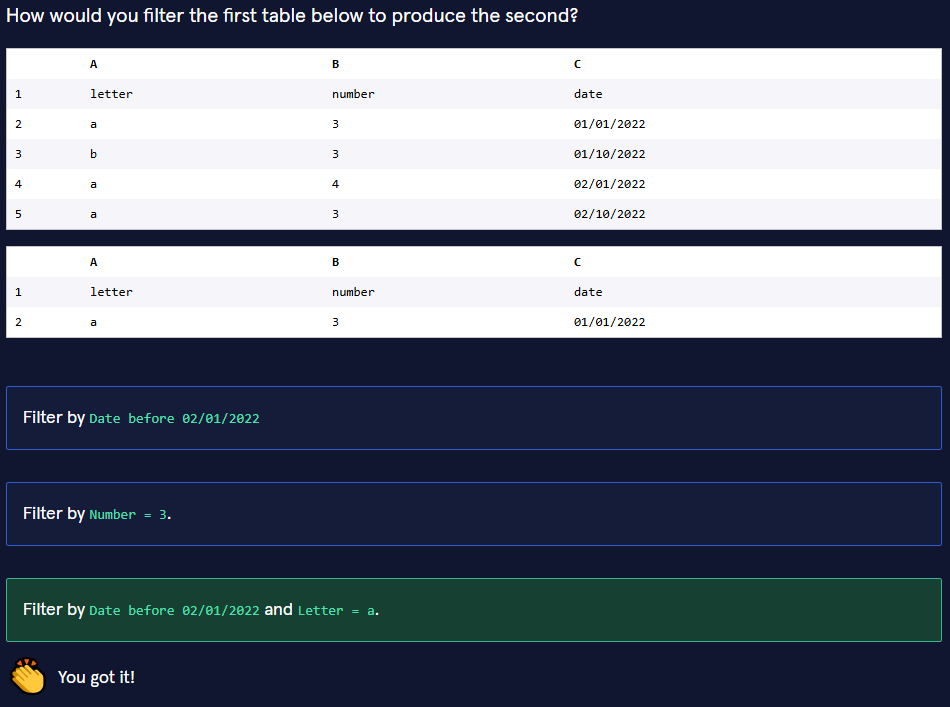 How would you filter the first table below to produce the second?
A B C
1 letter number date
2 a 3 01/01/2022
3 b 3 01/10/2022
4 a 4 02/01/2022
5 a 3 02/10/2022
A B C
1 letter number date
2 a 3 01/01/2022
Filter by Date before 02/01/2022
Filter by Number = 3.
Filter by Date before 02/01/2022 and Letter = a.
You got it!